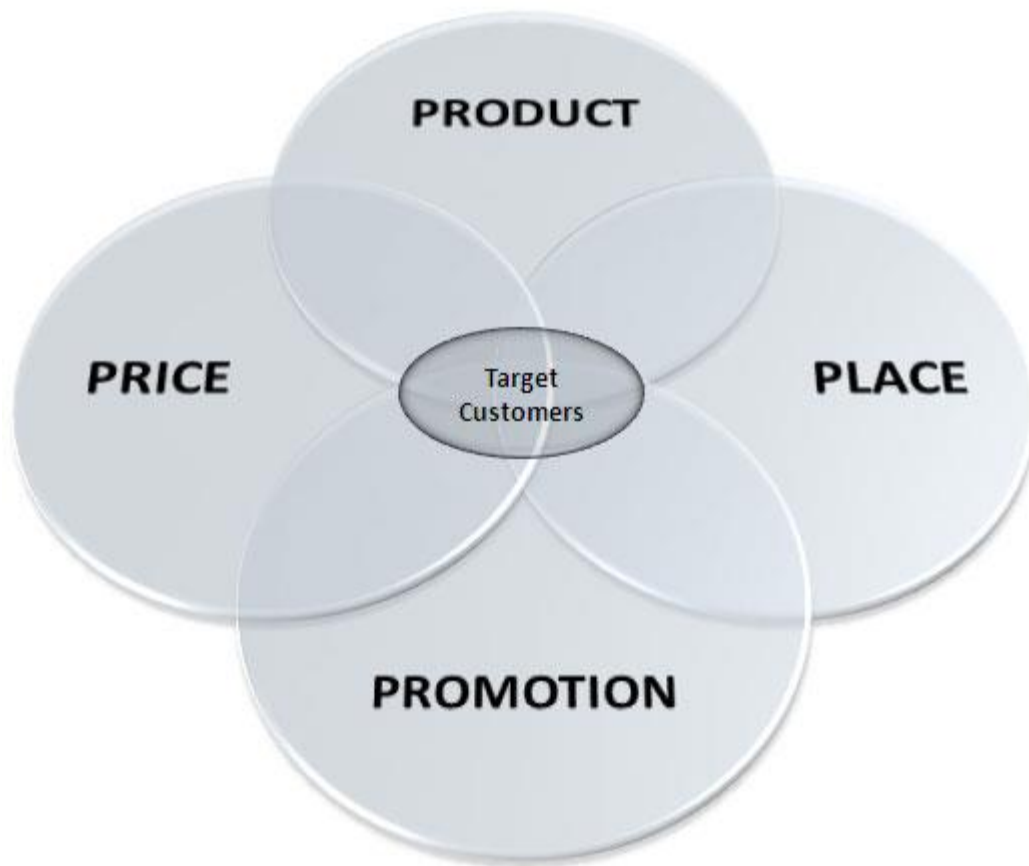 PRODUCT
PRICE
Target
Customers
PLACE
PROMOTION